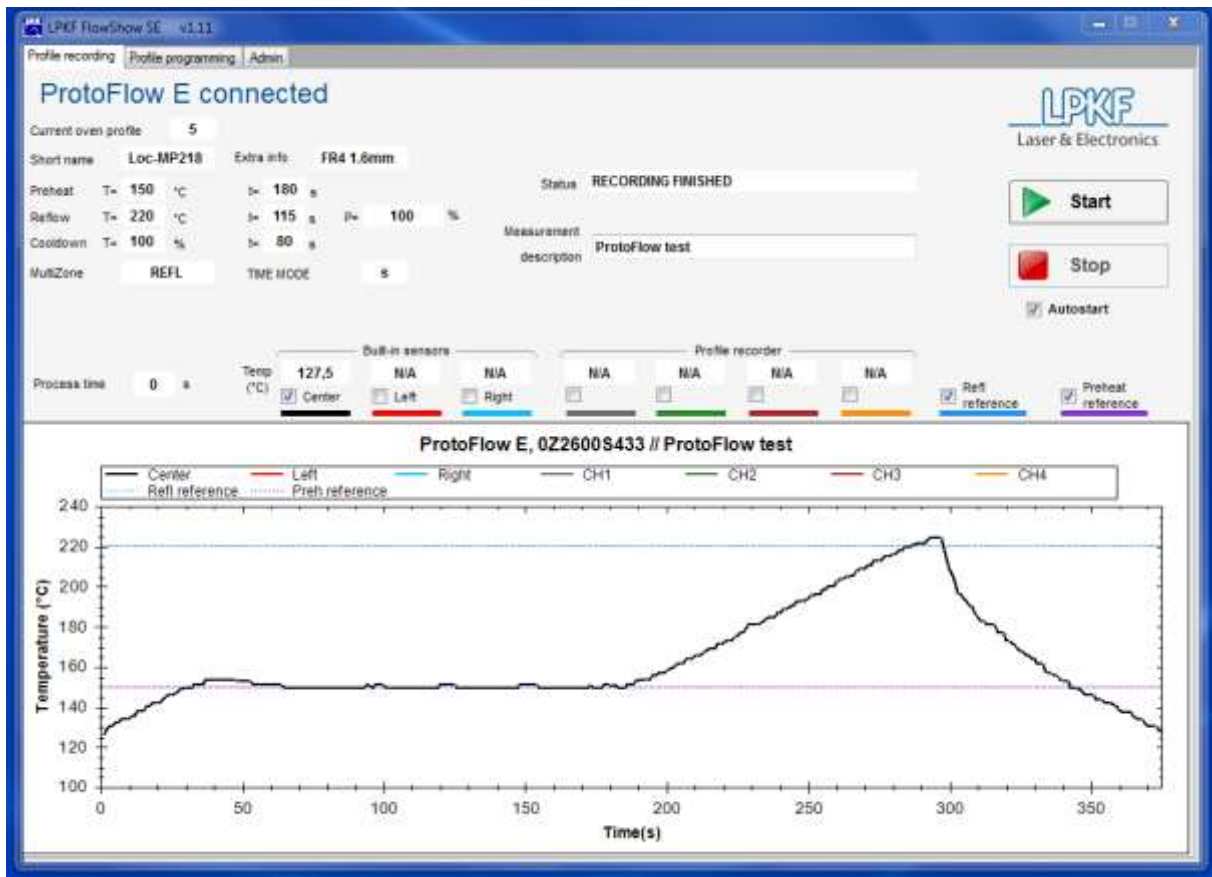 LPKF FlowShow SE v1.11
Profile recording Profile programming Admin
ProtoFlow E connected
LPKF
Laser & Electronics
Current oven profile 5
Short name Loc-MP218 Extra info FR4 1.6mm
Preheat T= 150 °C t= 180 s
Reflow T= 220 °C t= 115 s P= 100 %
Cooldown T= 100 % t= 80 s
MultiZone REFL TIME MODE s
Status RECORDING FINISHED
Measurement
description ProtoFlow test
Start
Stop
Autostart
Built-in sensors Profile recorder
Process time 0 s
Temp
(°C)
127,5 N/A N/A N/A N/A N/A N/A
Center Left Right
Refl
reference
Preheat
reference
ProtoFlow E, 0Z2600S433 // ProtoFlow test
Center Left Right CH1 CH2 CH3 CH4
Refl reference Preh reference
240
220
200
180
160
140
120
100
Temperature (°C)
0 50 100 150 200 250 300 350
Time(s)